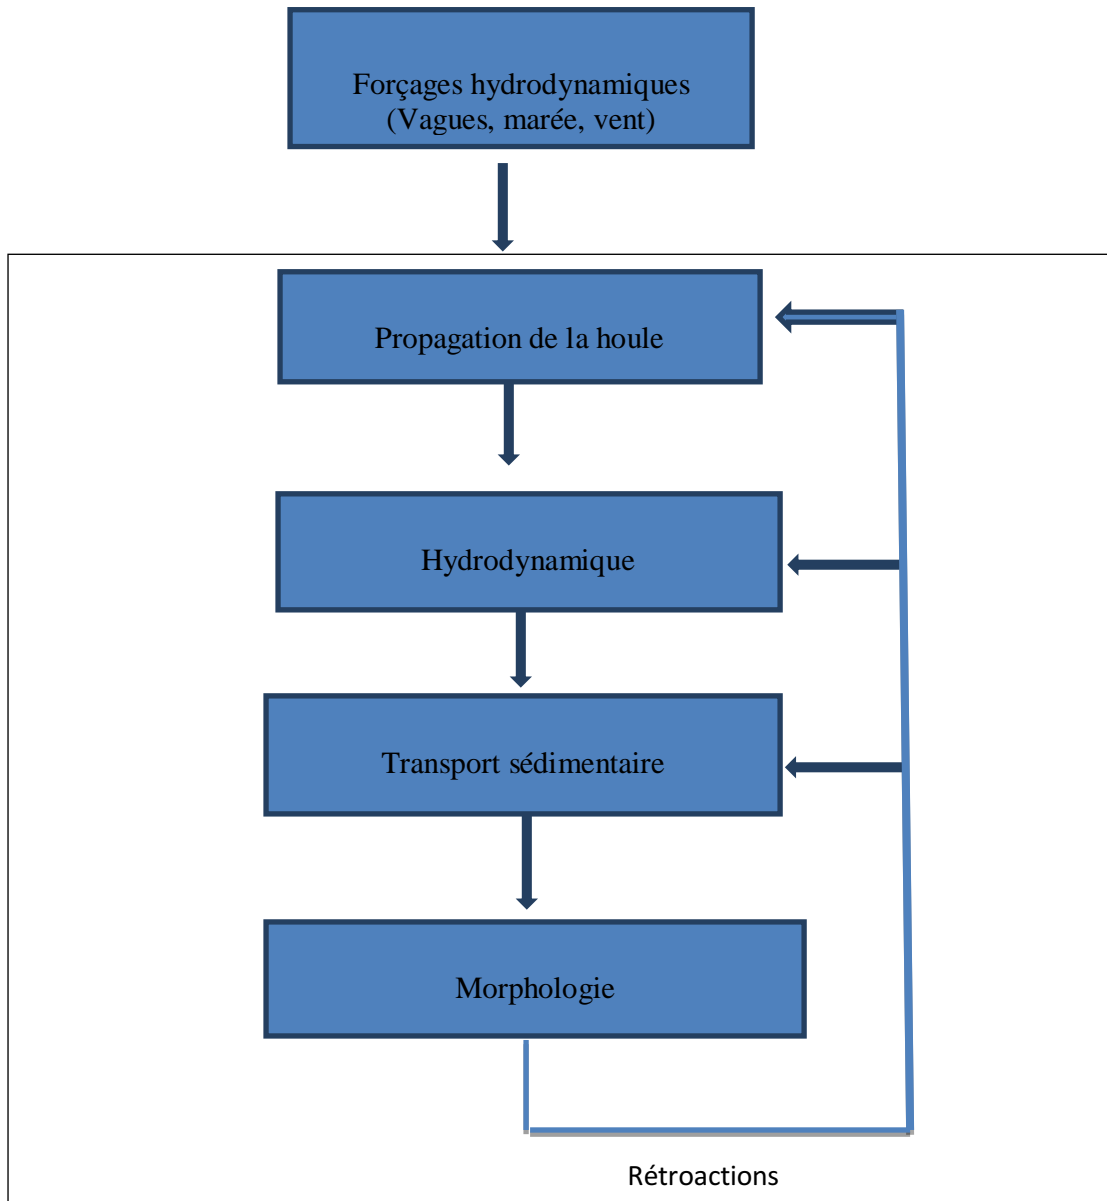 Forçages hydrodynamiques
(Vagues, marée, vent)
Propagation de la houle
Hydrodynamique
Transport sédimentaire
Morphologie
Rétroactions